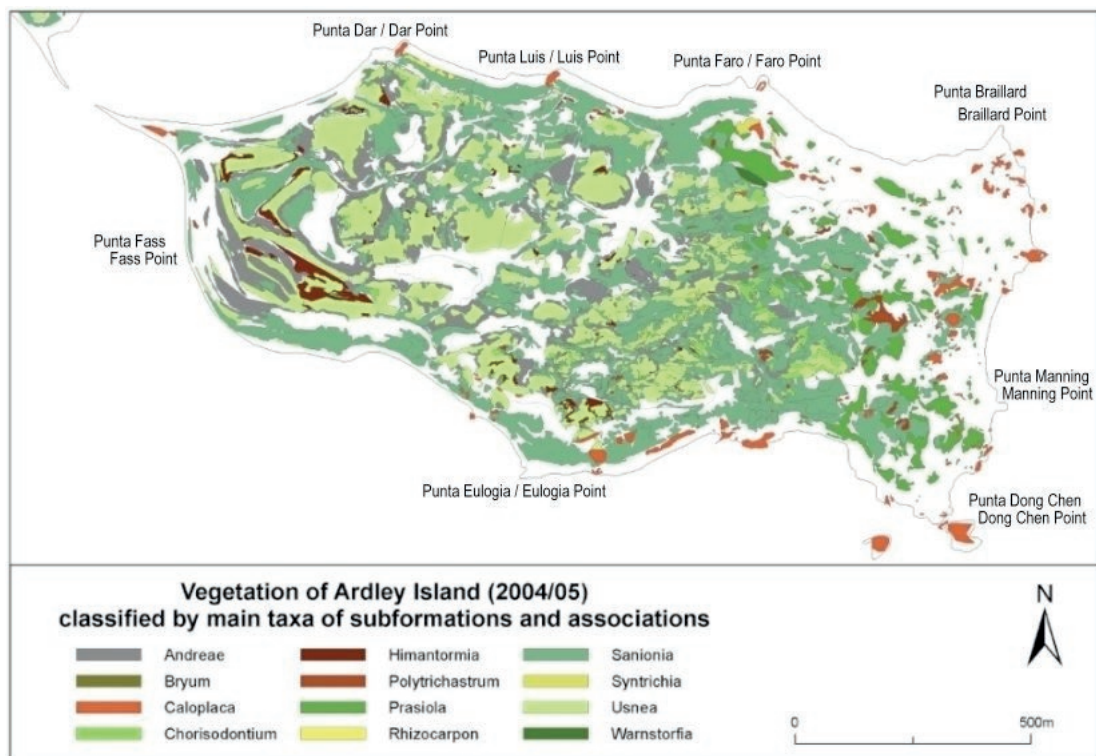 Punta Dar / Dar Point
Punta Luis / Luis Point
Punta Faro / Faro Point
Punta Braillard
Braillard Point
Punta Fass
Fass Point
Punta Manning
Manning Point
Punta Eulogia / Eulogia Point
Punta Dong Chen
Dong Chen Point
Vegetation of Ardley Island (2004/05)
classified by main taxa of subformations and associations
N
Andreae
Himantormia
Sanionia
Bryum
Polytrichastrum
Syntrichia
Caloplaca
Prasiola
Usnea
Chorisodontium
Rhizocarpon
Warnstorfia
0
500m